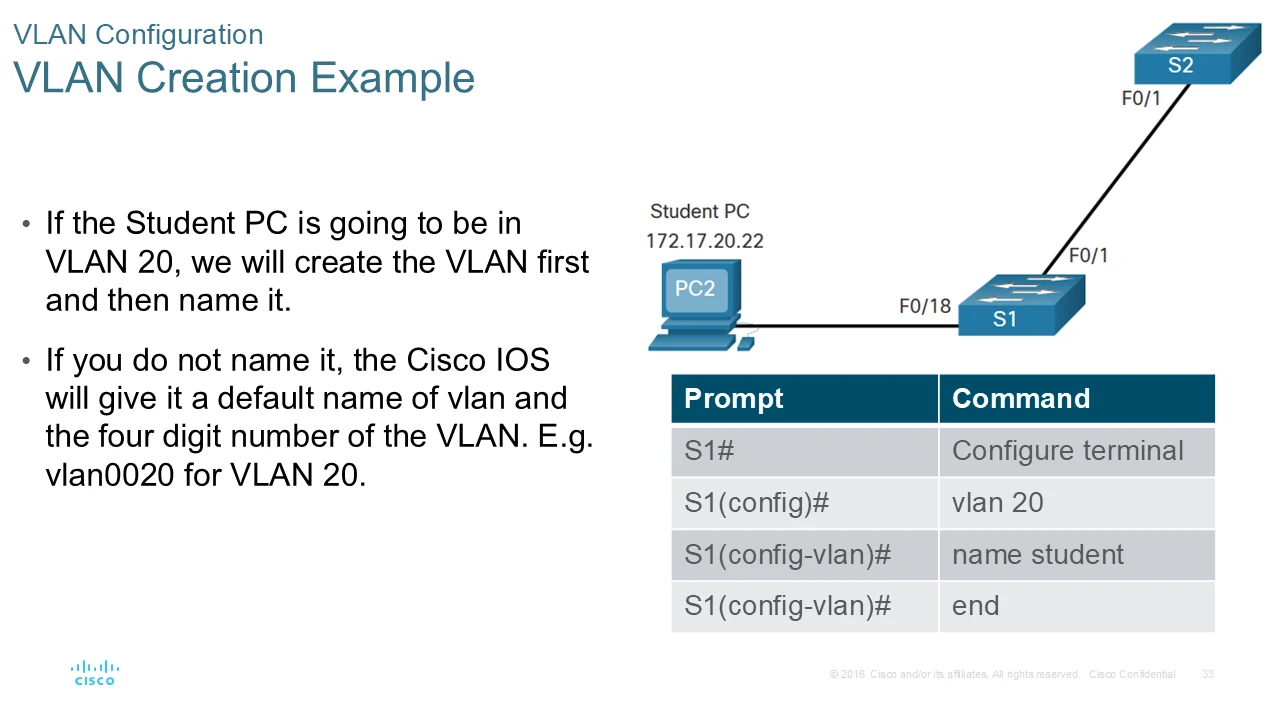 VLAN Configuration
VLAN Creation Example
• If the Student PC is going to be in
VLAN 20, we will create the VLAN first
and then name it.
• If you do not name it, the Cisco IOS
will give it a default name of vlan and
the four digit number of the VLAN. E.g.
vlan0020 for VLAN 20.
S2
F0/1
Student PC
172.17.20.22
PC2
F0/18
F0/1
S1
Prompt Command
S1# Configure terminal
S1(config)# vlan 20
S1(config-vlan)# name student
S1(config-vlan)# end
CISCO
© 2016 Cisco and/or its affiliates. All rights reserved. Cisco Confidential 33